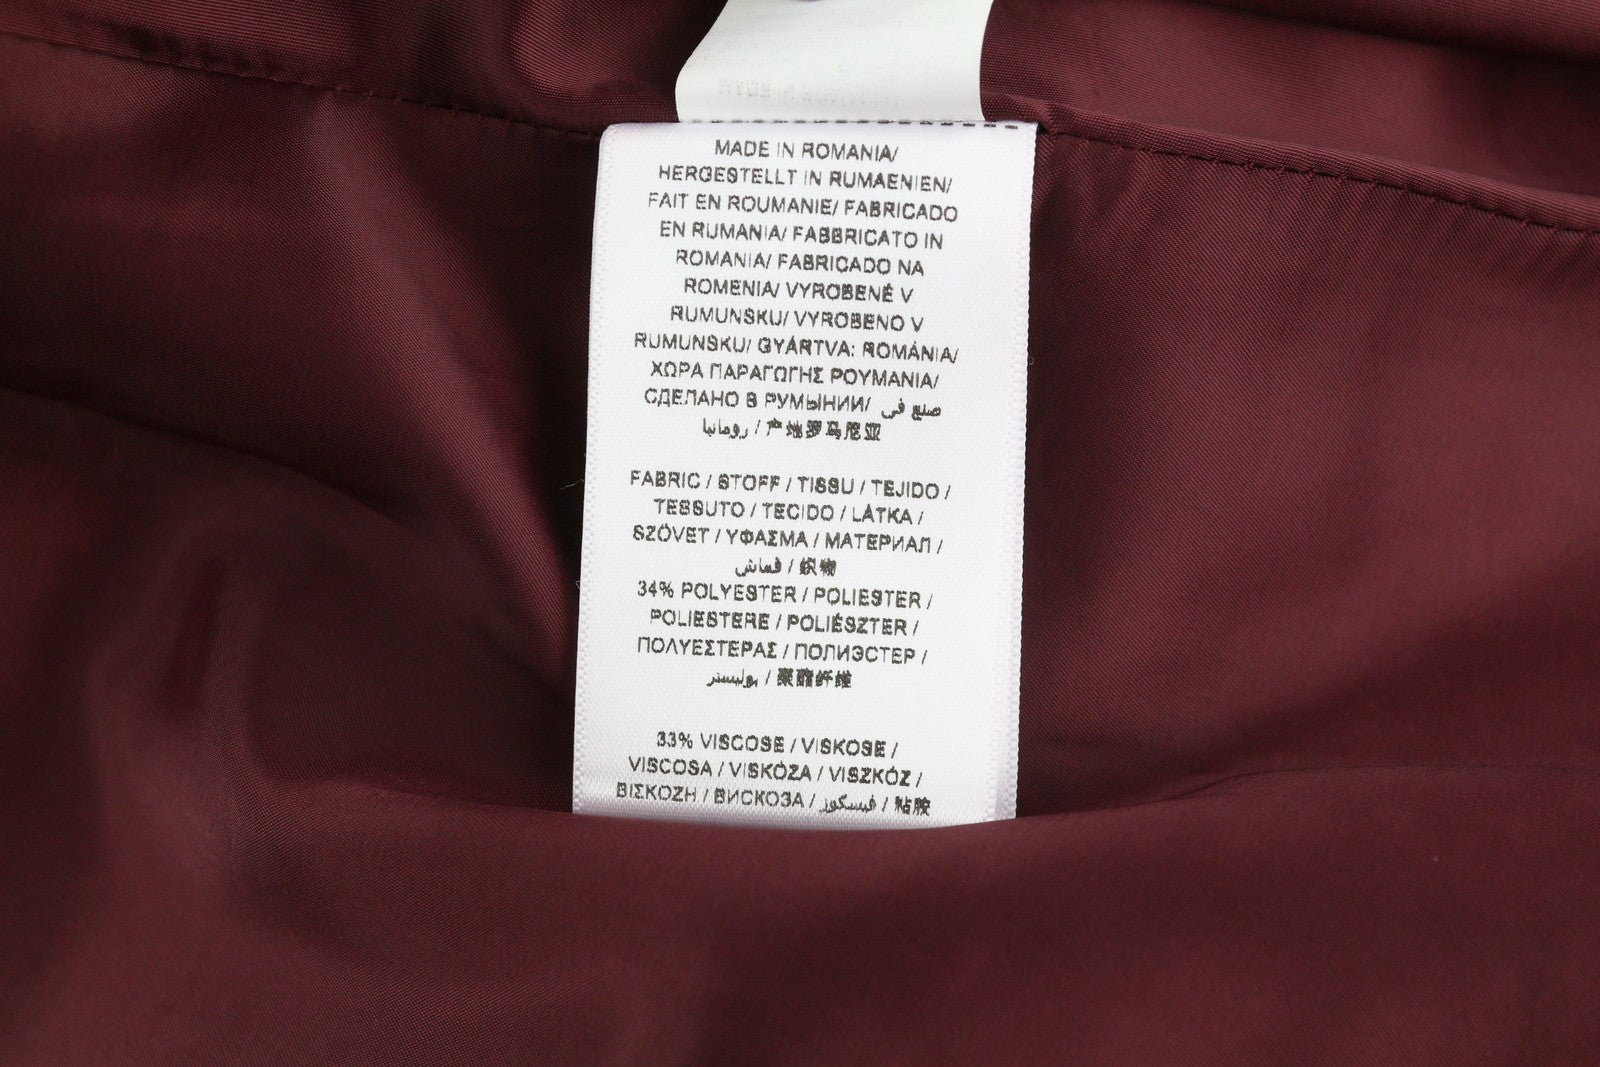 MADE IN ROMANIA/
HERGESTELLT IN RUMAENIEN/
FAIT EN ROUMANIE/ FABRICADO
EN RUMANIA/ FABBRICATO IN
ROMANIA/ FABRICADO NA
ROMENIA/ VYROBENÉ V
RUMUNSKU/ VYROBENO V
RUMUNSKU/ GYÁRTVA: ROMÁNIA/
ΧΩΡΑ ΠΑΡΑΓΩΓΗΣ ΡΟΥΜΑΝΙΑ/
СДЕЛАНО В РУМЫНИИ/ صنع في
رومانيا / 产地罗马尼亚
FABRIC / STOFF / TISSU / TEJIDO /
TESSUTO / TECIDO / LÁTKA /
SZÖVET / ΥΦΑΣΜΑ / МАТЕРИАЛ /
قماش / 织物
34% POLYESTER / POLIESTER /
POLIESTERE / POLIÉSZTER /
ΠΟΛΥΕΣΤΕΡΑΣ / ПОЛИЭСТЕР /
بوليستر / 聚酯纤维
33% VISCOSE / VISKOSE /
VISCOSA / VISKÓZA / VISZKÓZ /
ΒΙΣΚΟΖΗ / ВИСКОЗА / فيسكوز / 粘胶